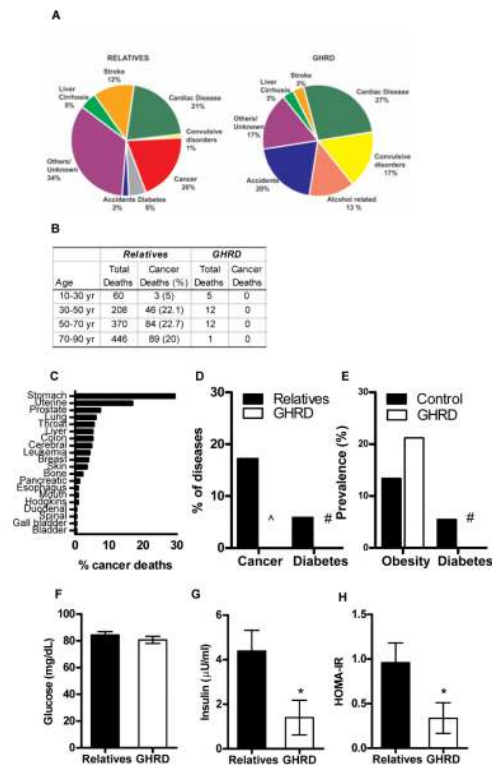 A
RELATIVES
Stroke
12%
Liver
Cirrhosis
5%
Cardiac Disease
21%
Convulsive
disorders
1%
Cancer
26%
Diabetes
5%
Accidents
2%
Others/
Unknown
34%
GHRD
Stroke
3%
Liver
Cirrhosis
3%
Cardiac Disease
27%
Convulsive
disorders
17%
Alcohol related
13 %
Accidents
20%
Others/
Unknown
17%
B
Relatives GHRD
Total Cancer Total Cancer
Age Deaths Deaths (%) Deaths Deaths
10-30 yr 60 3 (5) 5 0
30-50 yr 208 46 (22.1) 12 0
50-70 yr 370 84 (22.7) 12 0
70-90 yr 446 89 (20) 1 0
C
Stomach
Uterine
Prostate
Lung
Throat
Liver
Colon
Cerebral
Leukemia
Breast
Skin
Bone
Pancreatic
Esophagus
Mouth
Hodgkins
Duodenal
Spinal
Gall bladder
Bladder
0 10 20 30
% cancer deaths
D
Relatives
GHRD
% of diseases
30
20
10
0
^
#
Cancer Diabetes
E
Control
GHRD
Prevalence (%)
30
20
10
0
#
Obesity Diabetes
F
Glucose (mg/dL)
100
80
60
40
20
0
Relatives GHRD
G
Insulin (μU/ml)
6
4
2
0
*
Relatives GHRD
H
HOMA-IR
1.5
1.0
0.5
0.0
*
Relatives GHRD